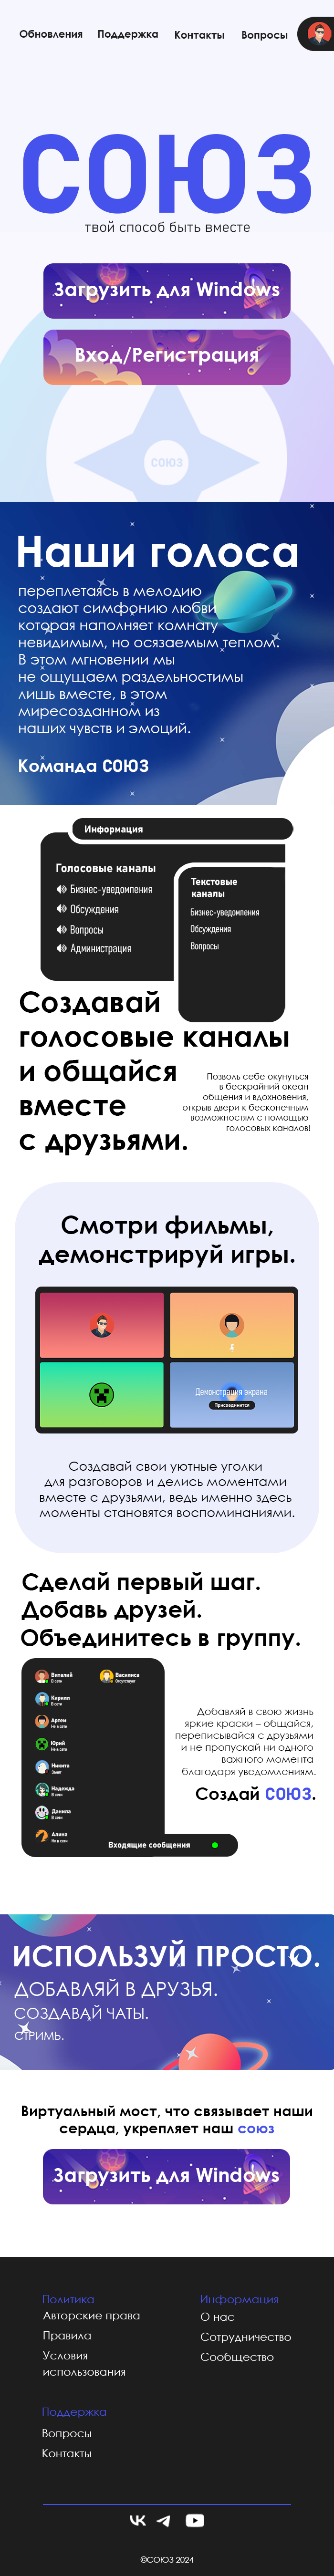 Обновления Поддержка Контакты Вопросы
СОЮЗ
твой способ быть вместе
Загрузить для Windows
Вход/Регистрация
СОЮЗ
Наши голоса
переплетаясь в мелодию
создают симфонию любви
которая наполняет комнату
невидимым, но осязаемым теплом.
В этом мгновении мы
не ощущаем раздельностимы
лишь вместе, в этом
миресозданном из
наших чувств и эмоций.
Команда СОЮЗ
Информация
Голосовые каналы
Бизнес-уведомления
Обсуждения
Вопросы
Администрация
Текстовые
каналы
Бизнес-уведомления
Обсуждения
Вопросы
Создавай
голосовые каналы
и общайся
вместе
с друзьями.
Позволь себе окунуться
в бескрайний океан
общения и вдохновения,
открыв двери к бесконечным
возможностям с помощью
голосовых каналов!
Смотри фильмы,
демонстрируй игры.
Демонстрация экрана
Присоединится
Создавай свои уютные уголки
для разговоров и делись моментами
вместе с друзьями, ведь именно здесь
моменты становятся воспоминаниями.
Сделай первый шаг.
Добавь друзей.
Объединитесь в группу.
Виталий
В сети
Василиса
Отсутствует
Кирилл
В сети
Артем
Не в сети
Юрий
Не в сети
Никита
Занят
Надежда
В сети
Данила
В сети
Алина
Не в сети
Входящие сообщения
Добавляй в свою жизнь
яркие краски – общайся,
переписывайся с друзьями
и не пропускай ни одного
важного момента
благодаря уведомлениям.
Создай СОЮЗ.
ИСПОЛЬЗУЙ ПРОСТО.
ДОБАВЛЯЙ В ДРУЗЬЯ.
СОЗДАВАЙ ЧАТЫ.
СТРИМЬ.
Виртуальный мост, что связывает наши
сердца, укрепляет наш союз
Загрузить для Windows
Политика
Авторские права
Правила
Условия
использования
Информация
О нас
Сотрудничество
Сообщество
Поддержка
Вопросы
Контакты
©СОЮЗ 2024